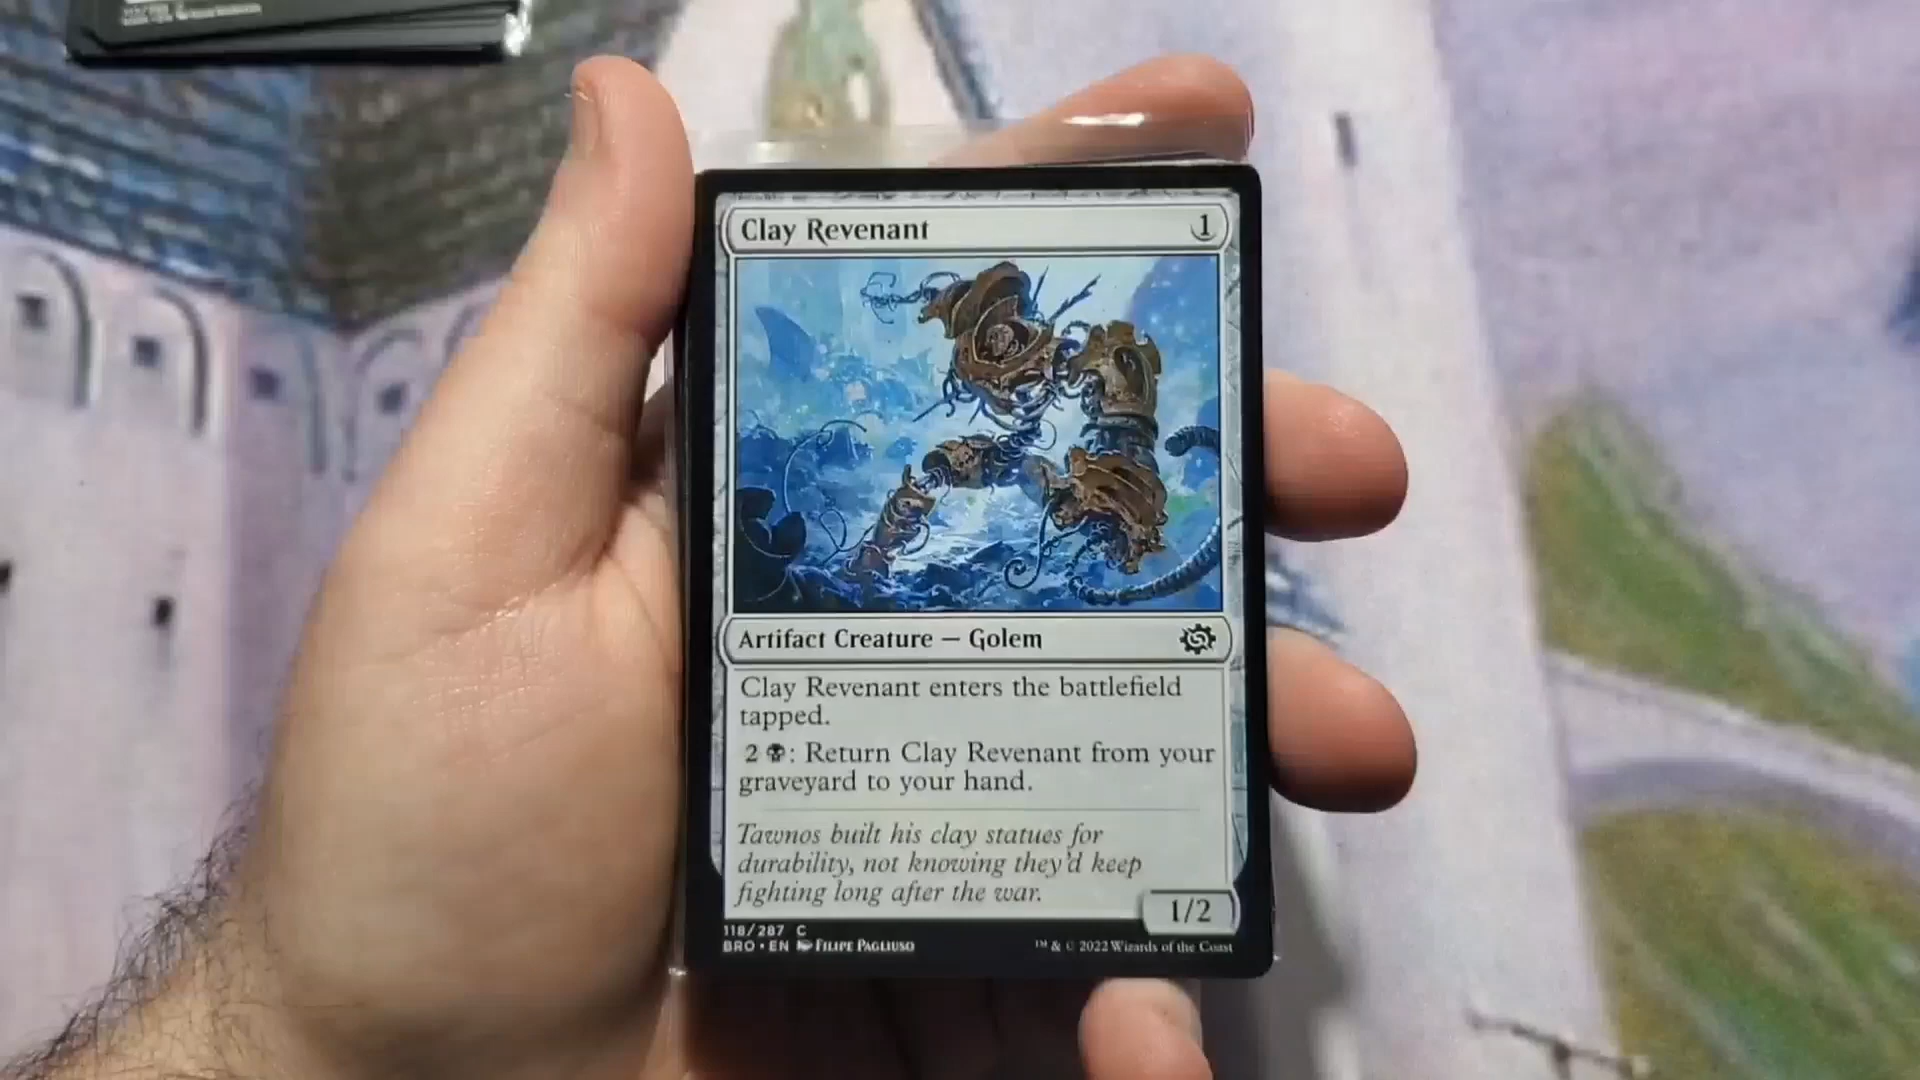 Clay Revenant 1
Artifact Creature — Golem
Clay Revenant enters the battlefield
tapped.
2: Return Clay Revenant from your
graveyard to your hand.
Tawnos built his clay statues for
durability, not knowing they'd keep
fighting long after the war.
1/2
118/287 C
BRO • EN FILIPE PAGLIUSO
™ & © 2022 Wizards of the Coast